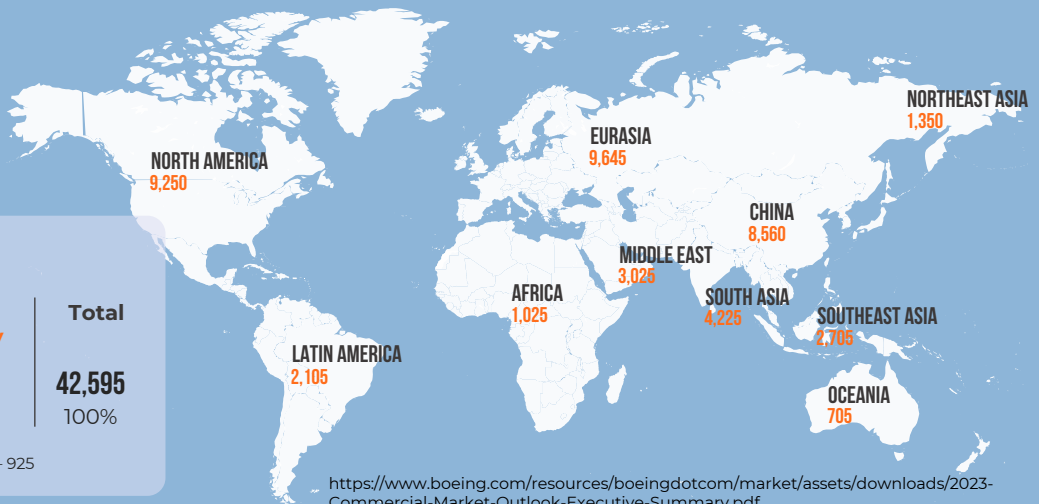 NORTHEAST ASIA
1,350
EURASIA
9,645
NORTH AMERICA
9,250
CHINA
8,560
MIDDLE EAST
3,025
AFRICA
1,025
SOUTH ASIA
4,225
SOUTHEAST ASIA
2,705
LATIN AMERICA
2,105
OCEANIA
705
Total
42,595
100%
925
https://www.boeing.com/resources/boeingdotcom/market/assets/downloads/2023-
Commercial-Market-Outlook-Executive-Summary.pdf